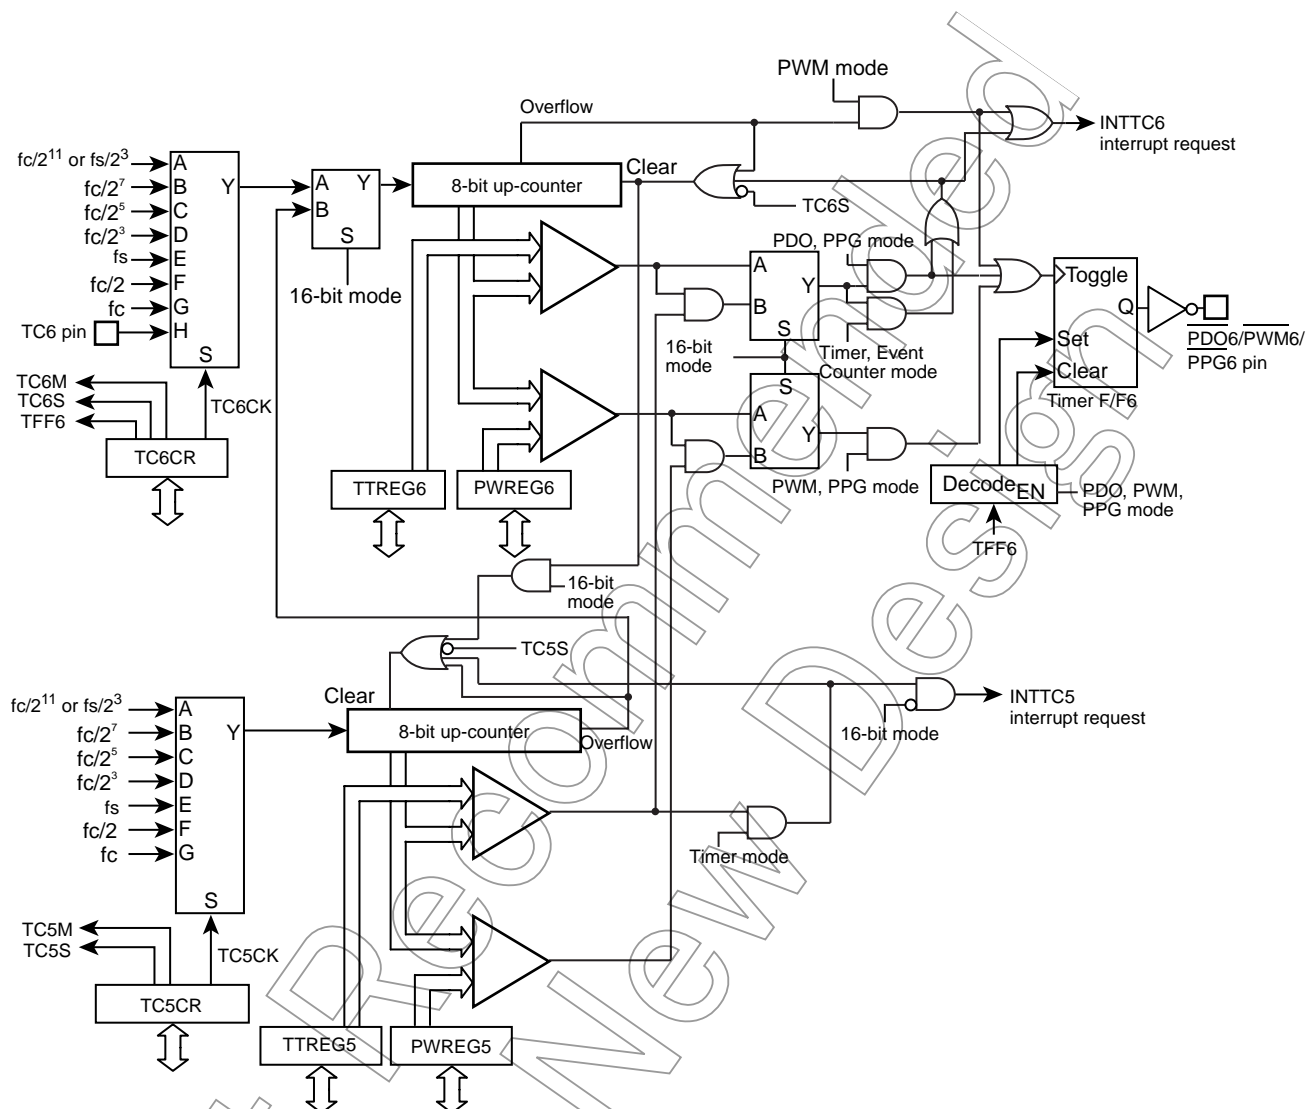 PWM mode
Overflow
INTTC6
interrupt request
fc/2¹¹ or fs/2³
fc/2⁷
fc/2⁵
fc/2³
fs
fc/2
fc
TC6 pin
A
B
C
D
E
F
G
H
Y
S
A
B
Y
S
16-bit mode
8-bit up-counter
Clear
TC6S
PDO, PPG mode
A
B
Y
S
16-bit
mode
Timer, Event
Counter mode
S
A
B
Y
PWM, PPG mode
Toggle
Q
Set
Clear
Timer F/F6
PDO6/PWM6/
PPG6 pin
Decode
EN
PDO, PWM,
PPG mode
TFF6
TC6M
TC6S
TFF6
TC6CK
TC6CR
TTREG6
PWREG6
16-bit
mode
TC5S
Clear
8-bit up-counter
Overflow
16-bit mode
INTTC5
interrupt request
fc/2¹¹ or fs/2³
fc/2⁷
fc/2⁵
fc/2³
fs
fc/2
fc
A
B
C
D
E
F
G
Y
S
Timer mode
TC5M
TC5S
TC5CK
TC5CR
TTREG5
PWREG5
t Recommended
New Design